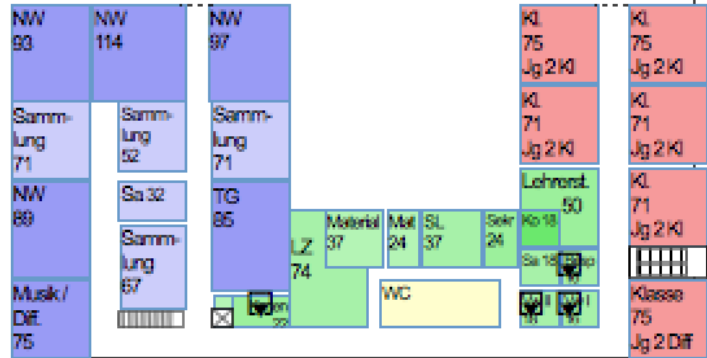 NW
93
NW
114
NW
97
Kl.
75
Jg 2 Kl
Kl.
75
Jg 2 Kl
Samm-
lung
71
Samm-
lung
52
Samm-
lung
71
Kl.
71
Jg 2 Kl
Kl.
71
Jg 2 Kl
NW
89
Sa 32
TG
85
Lehrerst.
50
Kl.
71
Jg 2 Kl
Samm-
lung
67
LZ
74
Material
37
Mat
24
SL
37
Sekr
24
Kp 18
Sa 18
Musik /
Diff.
75
WC
Klasse
75
Jg 2 Diff